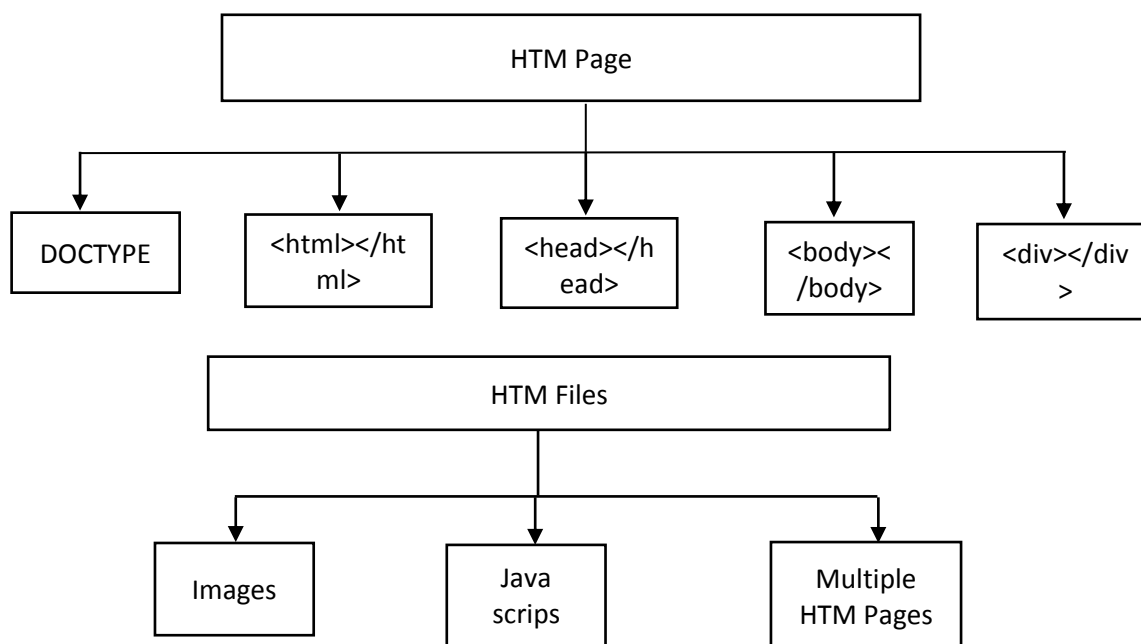 HTM Page
DOCTYPE
<html></ht
ml>
<head></h
ead>
<body><
/body>
<div></div
>
HTM Files
Images
Java
scrips
Multiple
HTM Pages